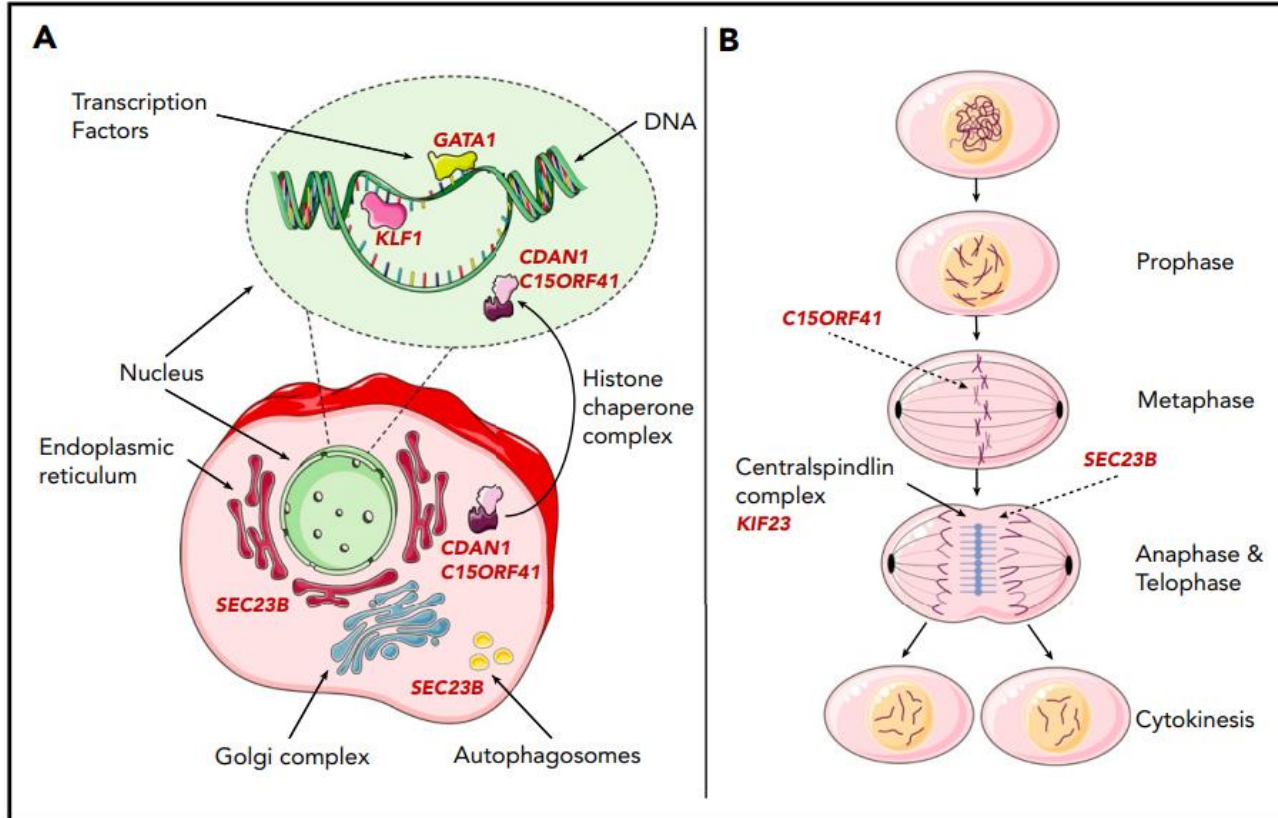 A
Transcription
Factors
GATA1
DNA
KLF1
CDAN1
C15ORF41
Nucleus
Histone
chaperone
complex
Endoplasmic
reticulum
CDAN1
C15ORF41
SEC23B
SEC23B
Golgi complex
Autophagosomes
B
Prophase
C15ORF41
Metaphase
SEC23B
Centralspindlin
complex
KIF23
Anaphase &
Telophase
Cytokinesis